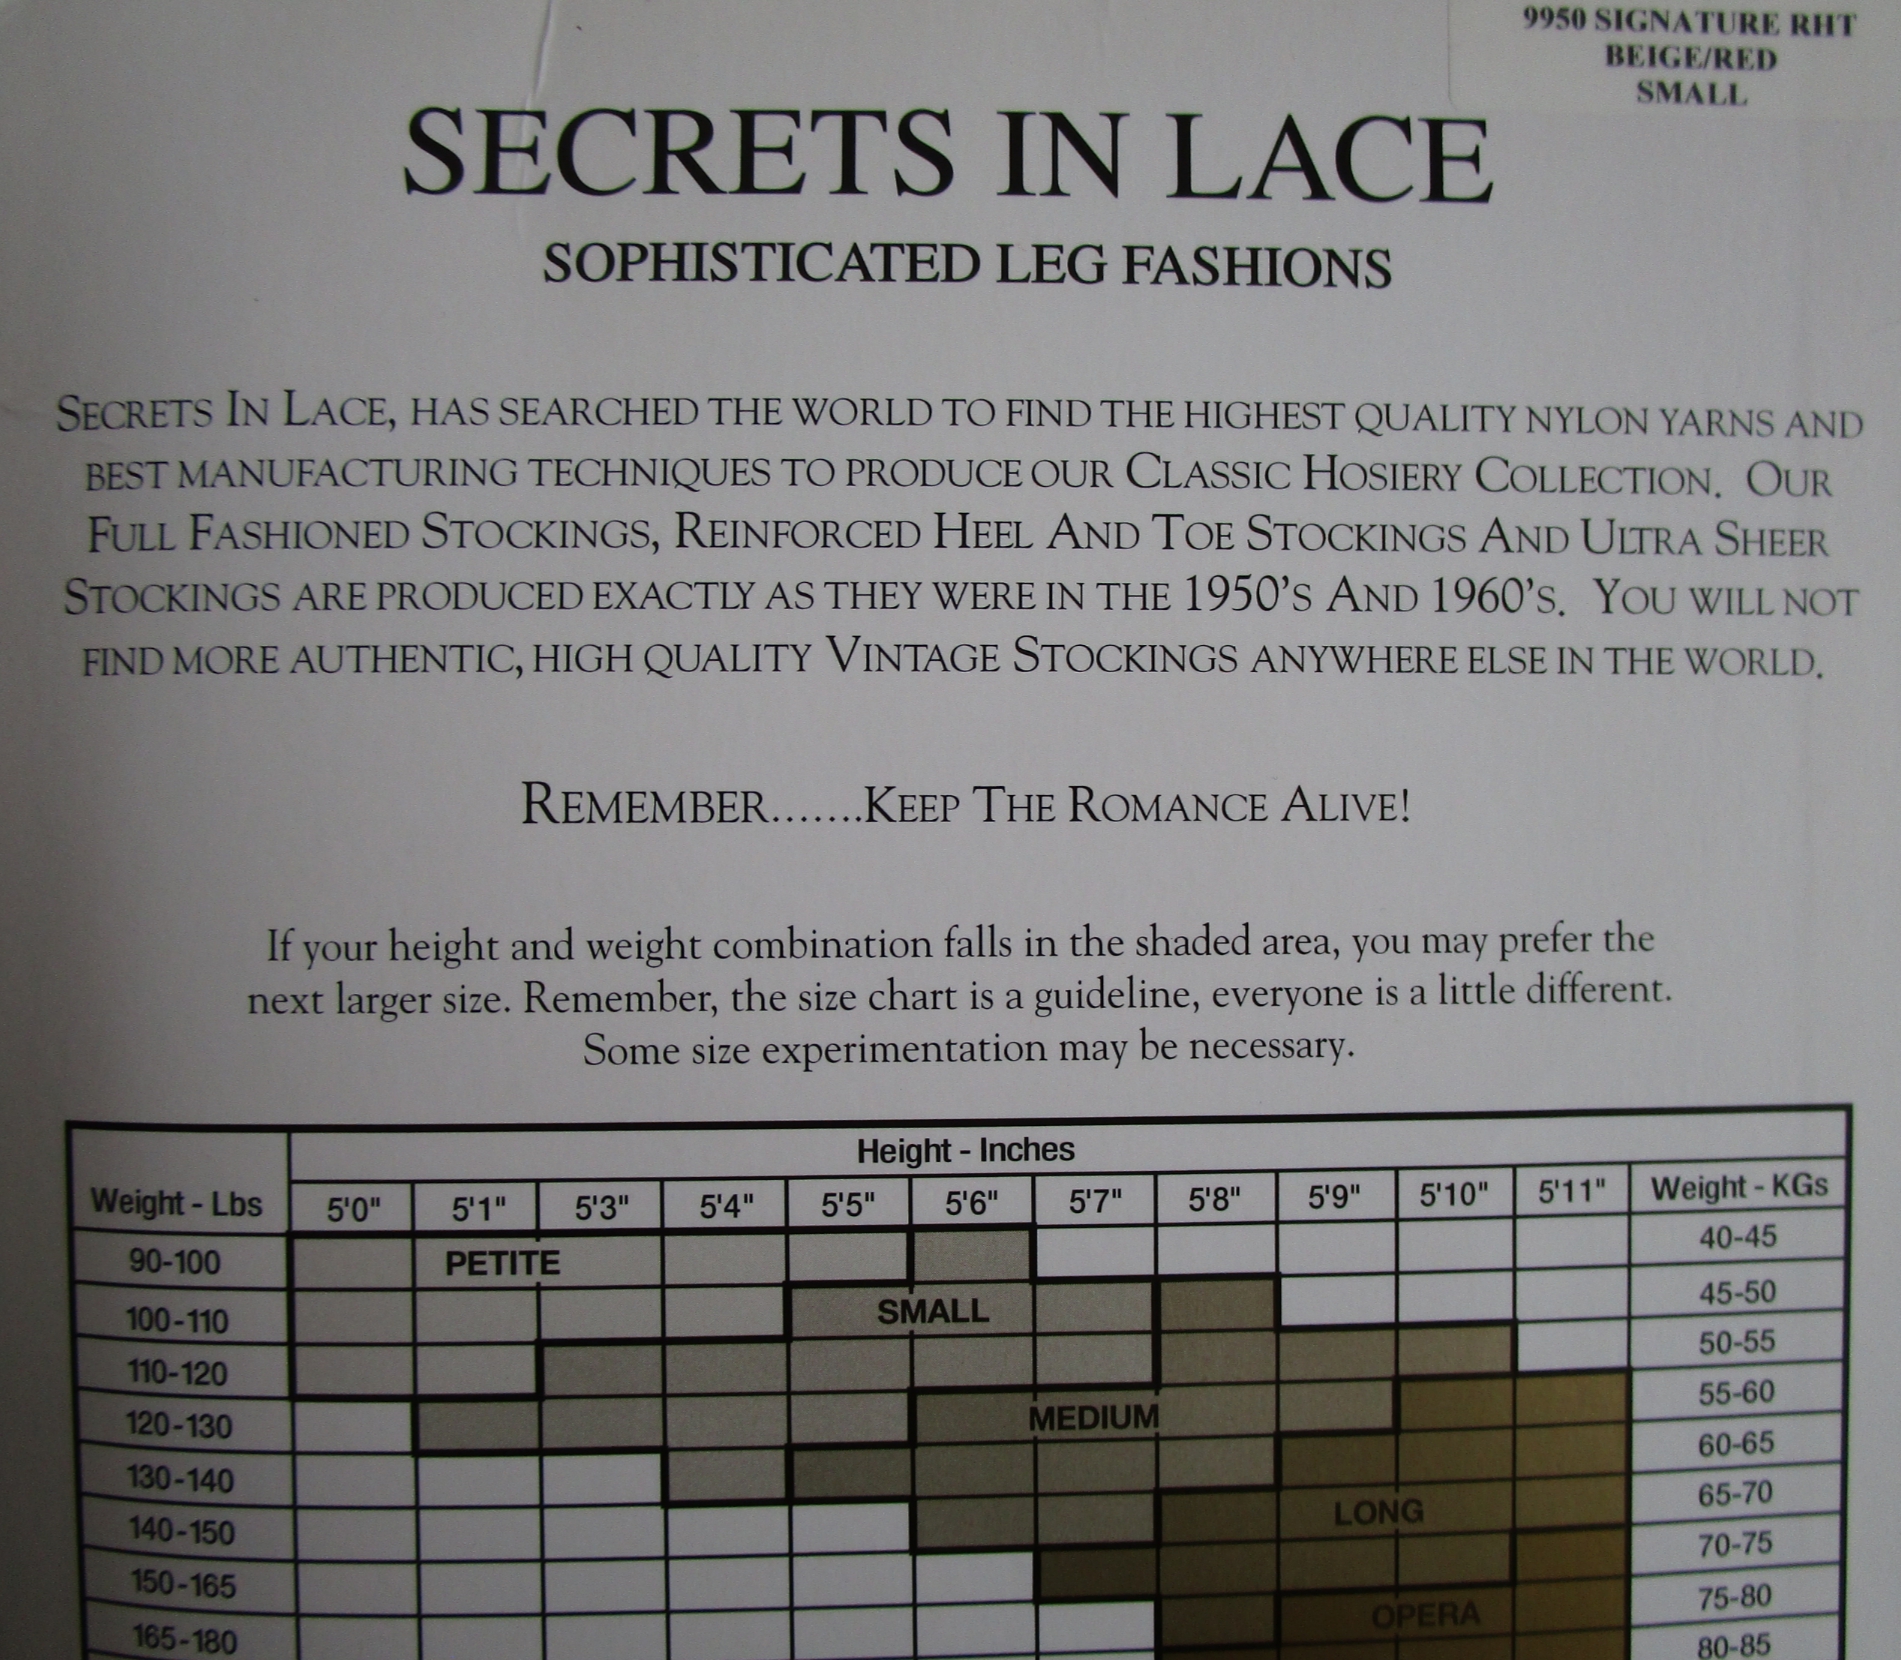 9950 SIGNATURE RHT
BEIGE/RED
SMALL
SECRETS IN LACE
SOPHISTICATED LEG FASHIONS
SECRETS IN LACE, HAS SEARCHED THE WORLD TO FIND THE HIGHEST QUALITY NYLON YARNS AND
BEST MANUFACTURING TECHNIQUES TO PRODUCE OUR CLASSIC HOSIERY COLLECTION. OUR
FULL FASHIONED STOCKINGS, REINFORCED HEEL AND TOE STOCKINGS AND ULTRA SHEER
STOCKINGS ARE PRODUCED EXACTLY AS THEY WERE IN THE 1950'S AND 1960'S. YOU WILL NOT
FIND MORE AUTHENTIC, HIGH QUALITY VINTAGE STOCKINGS ANYWHERE ELSE IN THE WORLD.
REMEMBER.......KEEP THE ROMANCE ALIVE!
If your height and weight combination falls in the shaded area, you may prefer the
next larger size. Remember, the size chart is a guideline, everyone is a little different.
Some size experimentation may be necessary.
Height - Inches
Weight - Lbs 5'0" 5'1" 5'3" 5'4" 5'5" 5'6" 5'7" 5'8" 5'9" 5'10" 5'11" Weight - KGs
90-100 PETITE 40-45
100-110 SMALL 45-50
110-120 50-55
120-130 MEDIUM 55-60
130-140 60-65
140-150 LONG 65-70
150-165 70-75
165-180 OPERA 75-80
80-85